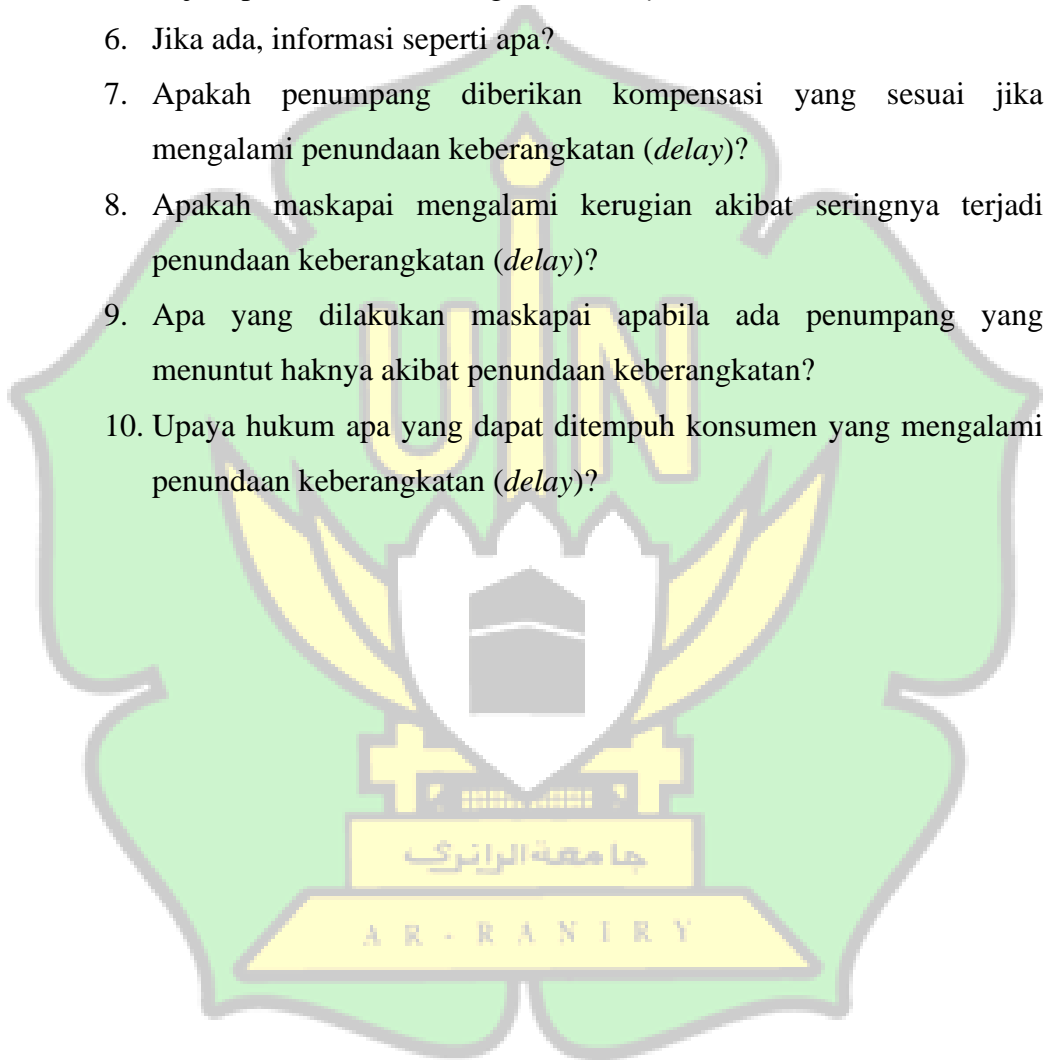 6. Jika ada, informasi seperti apa?
7. Apakah penumpang diberikan kompensasi yang sesuai jika
mengalami penundaan keberangkatan (delay)?
8. Apakah maskapai mengalami kerugian akibat seringnya terjadi
penundaan keberangkatan (delay)?
9. Apa yang dilakukan maskapai apabila ada penumpang yang
menuntut haknya akibat penundaan keberangkatan?
10. Upaya hukum apa yang dapat ditempuh konsumen yang mengalami
penundaan keberangkatan (delay)?
UIN
جامعة الرانري
AR-RANIRY